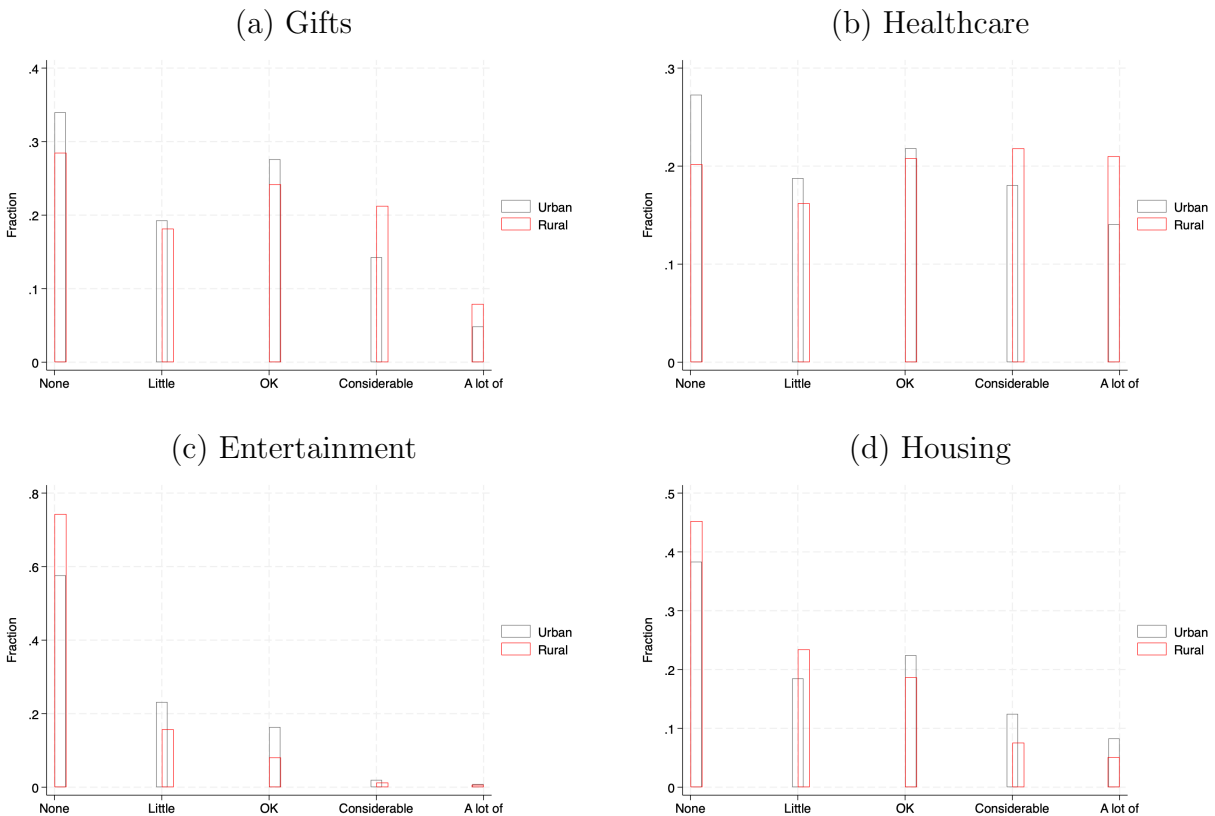 (a) Gifts
.4
.3
.2
.1
0
Fraction
None Little OK Considerable A lot of
Urban
Rural
(b) Healthcare
.3
.2
.1
0
Fraction
None Little OK Considerable A lot of
Urban
Rural
(c) Entertainment
.8
.6
.4
.2
0
Fraction
None Little OK Considerable A lot of
Urban
Rural
(d) Housing
.5
.4
.3
.2
.1
0
Fraction
None Little OK Considerable A lot of
Urban
Rural